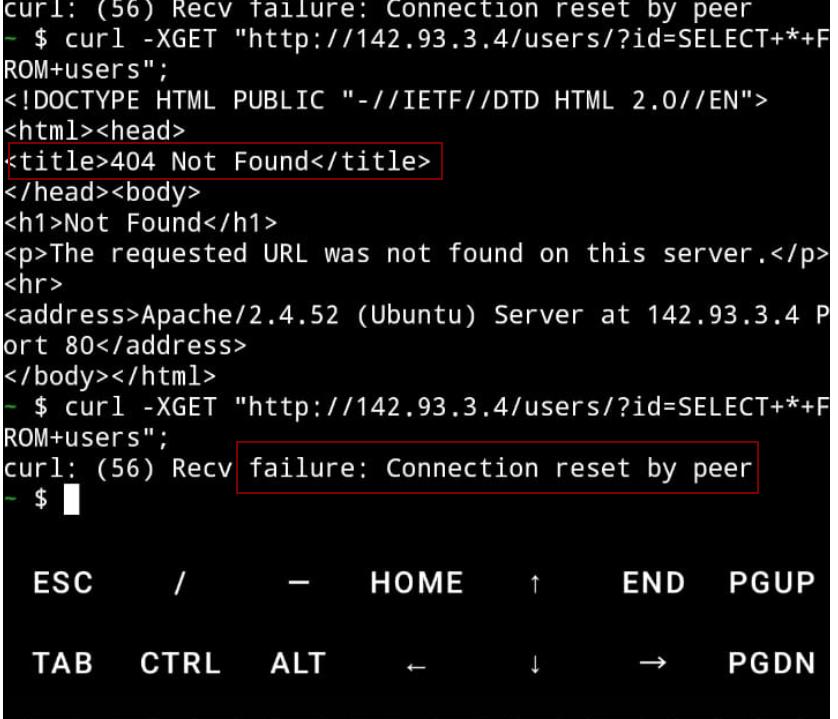 curl: (56) Recv failure: Connection reset by peer
~ $ curl -XGET "http://142.93.3.4/users/?id=SELECT+*+F
ROM+users";
<!DOCTYPE HTML PUBLIC "-//IETF//DTD HTML 2.0//EN">
<html><head>
<title>404 Not Found</title>
</head><body>
<h1>Not Found</h1>
<p>The requested URL was not found on this server.</p>
<hr>
<address>Apache/2.4.52 (Ubuntu) Server at 142.93.3.4 P
ort 80</address>
</body></html>
~ $ curl -XGET "http://142.93.3.4/users/?id=SELECT+*+F
ROM+users";
curl: (56) Recv failure: Connection reset by peer
~ $
ESC / — HOME ↑ END PGUP
TAB CTRL ALT ← ↓ → PGDN